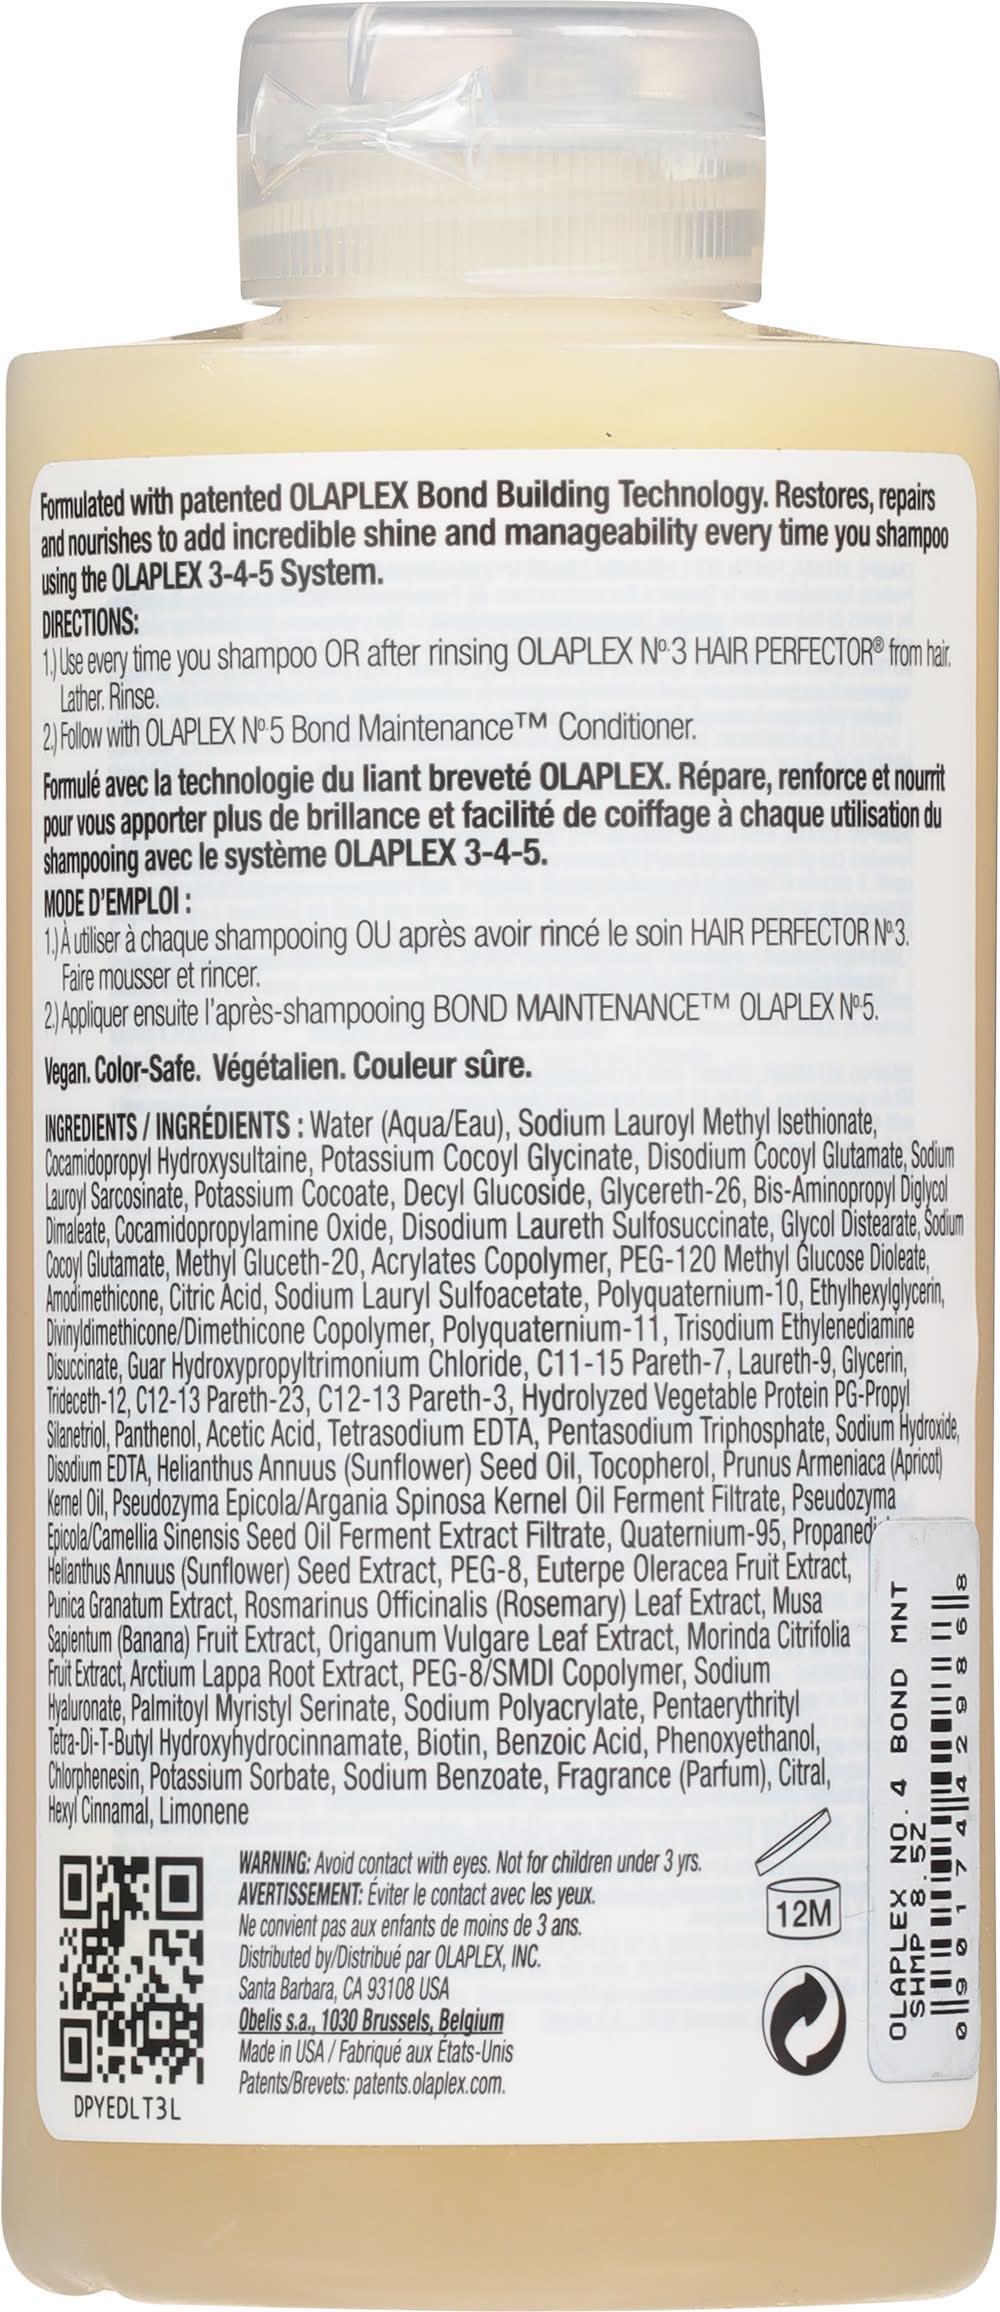 Formulated with patented OLAPLEX Bond Building Technology. Restores, repairs
and nourishes to add incredible shine and manageability every time you shampoo
using the OLAPLEX 3-4-5 System.
DIRECTIONS:
1.) Use every time you shampoo OR after rinsing OLAPLEX Nº.3 HAIR PERFECTOR® from hair.
Lather. Rinse.
2.) Follow with OLAPLEX Nº.5 Bond Maintenance™ Conditioner.
Formulé avec la technologie du liant breveté OLAPLEX. Répare, renforce et nourrit
pour vous apporter plus de brillance et facilité de coiffage à chaque utilisation du
shampooing avec le système OLAPLEX 3-4-5.
MODE D'EMPLOI :
1.) À utiliser à chaque shampooing OU après avoir rincé le soin HAIR PERFECTOR Nº.3.
Faire mousser et rincer.
2.) Appliquer ensuite l'après-shampooing BOND MAINTENANCE™ OLAPLEX Nº.5.
Vegan. Color-Safe. Végétalien. Couleur sûre.
INGREDIENTS / INGRÉDIENTS : Water (Aqua/Eau), Sodium Lauroyl Methyl Isethionate,
Cocamidopropyl Hydroxysultaine, Potassium Cocoyl Glycinate, Disodium Cocoyl Glutamate, Sodium
Lauroyl Sarcosinate, Potassium Cocoate, Decyl Glucoside, Glycereth-26, Bis-Aminopropyl Diglycol
Dimaleate, Cocamidopropylamine Oxide, Disodium Laureth Sulfosuccinate, Glycol Distearate, Sodium
Cocoyl Glutamate, Methyl Gluceth-20, Acrylates Copolymer, PEG-120 Methyl Glucose Dioleate,
Amodimethicone, Citric Acid, Sodium Lauryl Sulfoacetate, Polyquaternium-10, Ethylhexylglycerin,
Divinyldimethicone/Dimethicone Copolymer, Polyquaternium-11, Trisodium Ethylenediamine
Disuccinate, Guar Hydroxypropyltrimonium Chloride, C11-15 Pareth-7, Laureth-9, Glycerin,
Trideceth-12, C12-13 Pareth-23, C12-13 Pareth-3, Hydrolyzed Vegetable Protein PG-Propyl
Silanetriol, Panthenol, Acetic Acid, Tetrasodium EDTA, Pentasodium Triphosphate, Sodium Hydroxide,
Disodium EDTA, Helianthus Annuus (Sunflower) Seed Oil, Tocopherol, Prunus Armeniaca (Apricot)
Kernel Oil, Pseudozyma Epicola/Argania Spinosa Kernel Oil Ferment Filtrate, Pseudozyma
Epicola/Camellia Sinensis Seed Oil Ferment Extract Filtrate, Quaternium-95,
Helianthus Annuus (Sunflower) Seed Extract, PEG-8, Euterpe Oleracea Fruit Extract,
Punica Granatum Extract, Rosmarinus Officinalis (Rosemary) Leaf Extract, Musa
Sapientum (Banana) Fruit Extract, Origanum Vulgare Leaf Extract, Morinda Citrifolia
Fruit Extract, Arctium Lappa Root Extract, PEG-8/SMDI Copolymer, Sodium
Hyaluronate, Palmitoyl Myristyl Serinate, Sodium Polyacrylate, Pentaerythrityl
Tetra-Di-T-Butyl Hydroxyhydrocinnamate, Biotin, Benzoic Acid, Phenoxyethanol,
Chlorphenesin, Potassium Sorbate, Sodium Benzoate, Fragrance (Parfum), Citral,
Hexyl Cinnamal, Limonene
WARNING: Avoid contact with eyes. Not for children under 3 yrs.
AVERTISSEMENT: Éviter le contact avec les yeux.
Ne convient pas aux enfants de moins de 3 ans.
Distributed by/Distribué par OLAPLEX, INC.
Santa Barbara, CA 93108 USA
Obelis s.a., 1030 Brussels, Belgium
Made in USA / Fabriqué aux États-Unis
Patents/Brevets: patents.olaplex.com.
DPYEDLT3L
12M
OLAPLEX NO.4 BOND MNT
SHMP 8.5Z
0 90174 42986 8